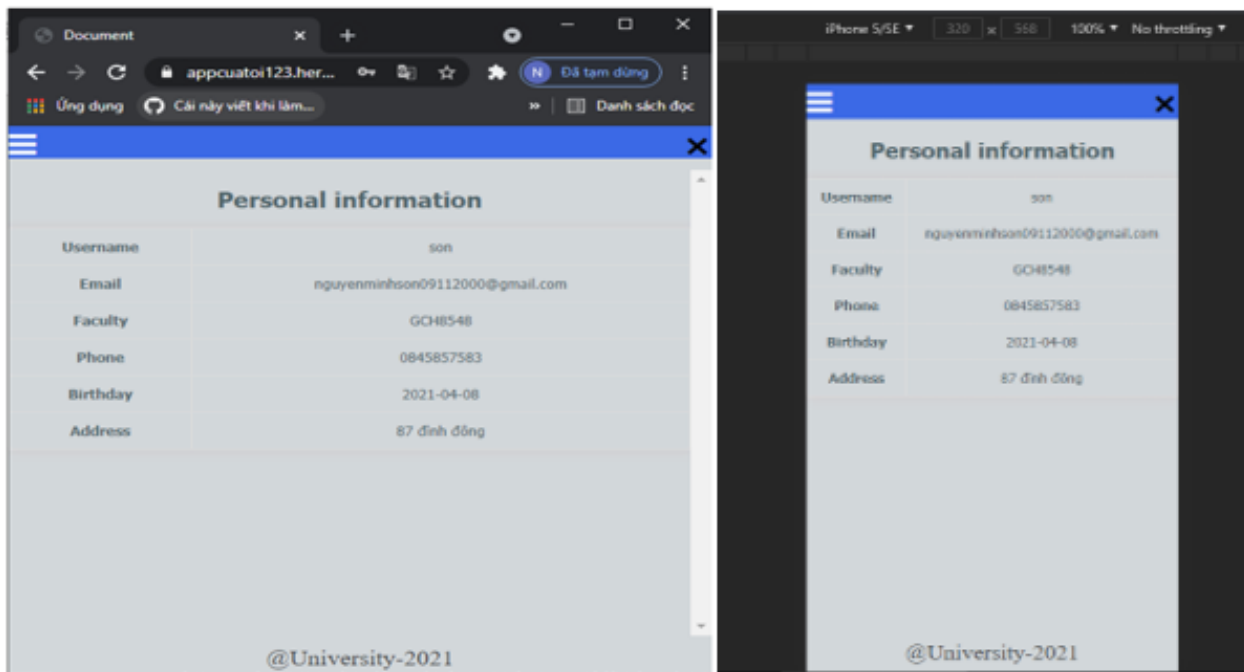 Document
appcuatoi123.her...
N Đã tạm dừng
Ứng dụng Cái này viết khi làm... » Danh sách đọc
Personal information
Username son
Email nguyenminhson09112000@gmail.com
Faculty GCH8548
Phone 0845857583
Birthday 2021-04-08
Address 87 đình đông
@University-2021
iPhone 5/SE 320 x 568 100% No throttling
Personal information
Username son
Email nguyenminhson09112000@gmail.com
Faculty GCH8548
Phone 0845857583
Birthday 2021-04-08
Address 87 đình đông
@University-2021